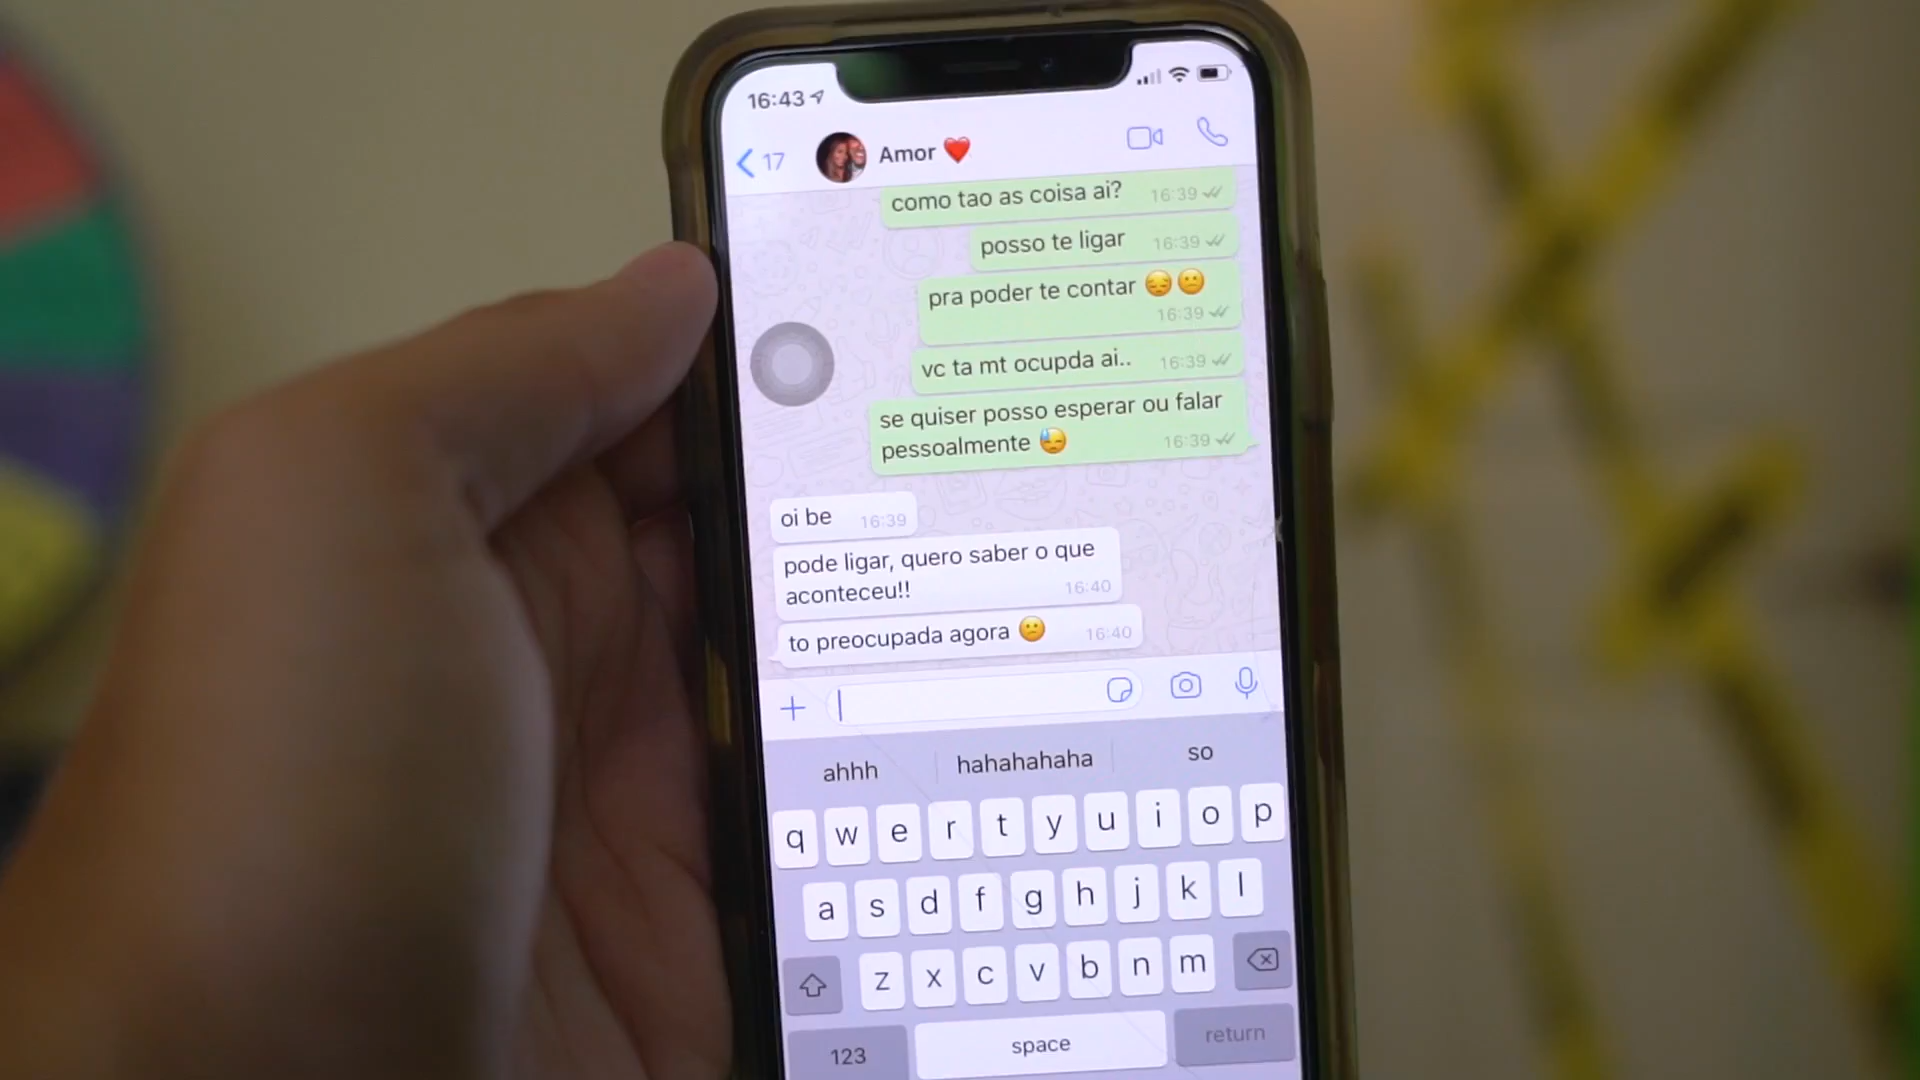 16:43
17
Amor ❤️
como tao as coisa ai? 16:39
posso te ligar 16:39
pra poder te contar 😔😕
16:39
vc ta mt ocupda ai.. 16:39
se quiser posso esperar ou falar
pessoalmente 😓 16:39
oi be 16:39
pode ligar, quero saber o que
aconteceu!! 16:40
to preocupada agora 😕 16:40
ahhh hahahahaha so
q w e r t y u i o p
a s d f g h j k l
z x c v b n m
123 space return